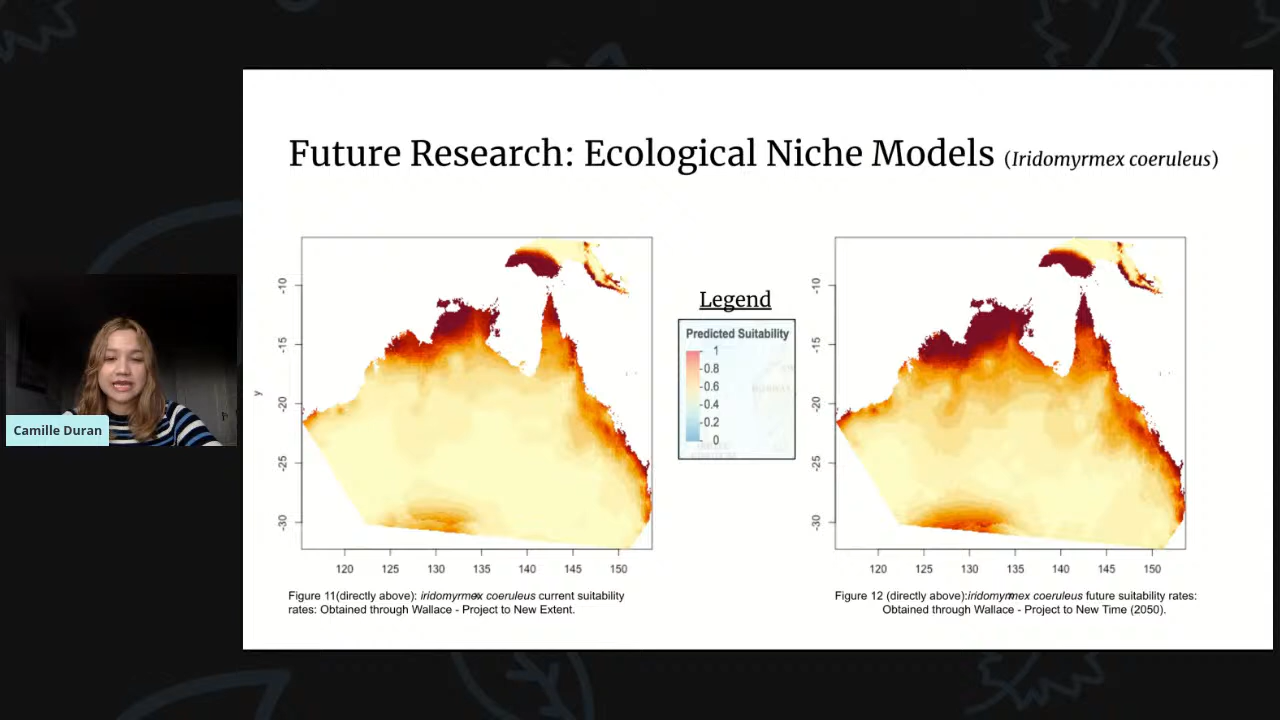 Future Research: Ecological Niche Models (Iridomyrmex coeruleus)
Camille Duran
y
-10
-15
-20
-25
-30
120 125 130 135 140 145 150
Figure 11(directly above): iridomyrmex coeruleus current suitability
rates: Obtained through Wallace - Project to New Extent.
Legend
Predicted Suitability
1
0.8
0.6
0.4
0.2
0
-10
-15
-20
-25
-30
120 125 130 135 140 145 150
Figure 12 (directly above):iridomyrmex coeruleus future suitability rates:
Obtained through Wallace - Project to New Time (2050).